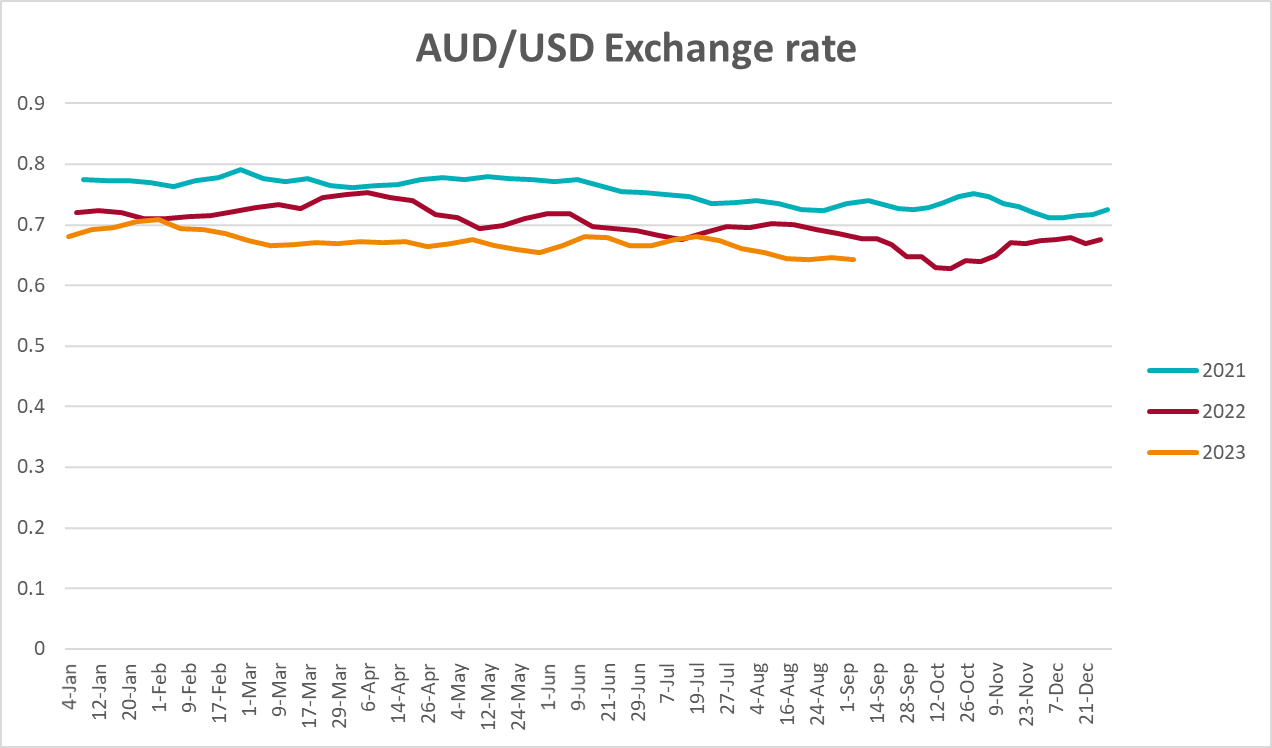 AUD/USD Exchange rate
0.9
0.8
0.7
0.6
0.5
0.4
0.3
0.2
0.1
0
4-Jan
12-Jan
20-Jan
1-Feb
9-Feb
17-Feb
1-Mar
9-Mar
17-Mar
29-Mar
6-Apr
14-Apr
26-Apr
4-May
12-May
24-May
1-Jun
9-Jun
21-Jun
29-Jun
7-Jul
19-Jul
27-Jul
4-Aug
16-Aug
24-Aug
1-Sep
14-Sep
28-Sep
12-Oct
26-Oct
9-Nov
23-Nov
7-Dec
21-Dec
2021
2022
2023